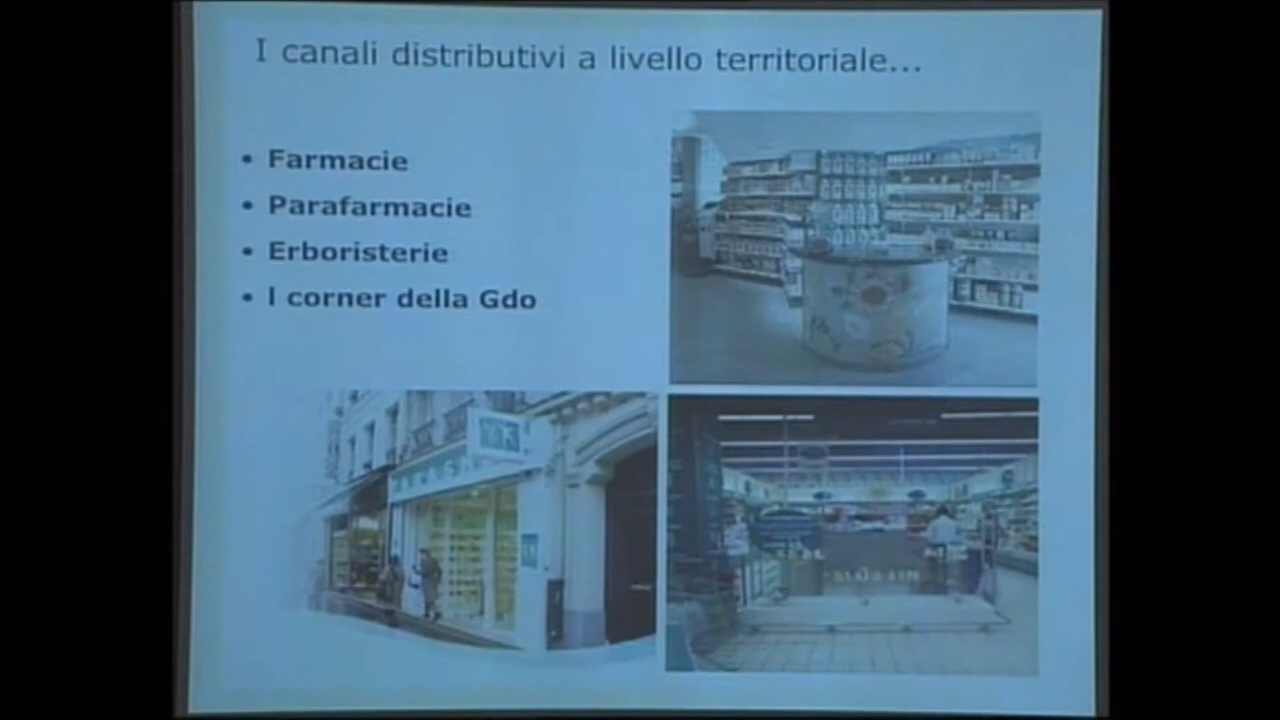 I canali distributivi a livello territoriale...
• Farmacie
• Parafarmacie
• Erboristerie
• I corner della Gdo